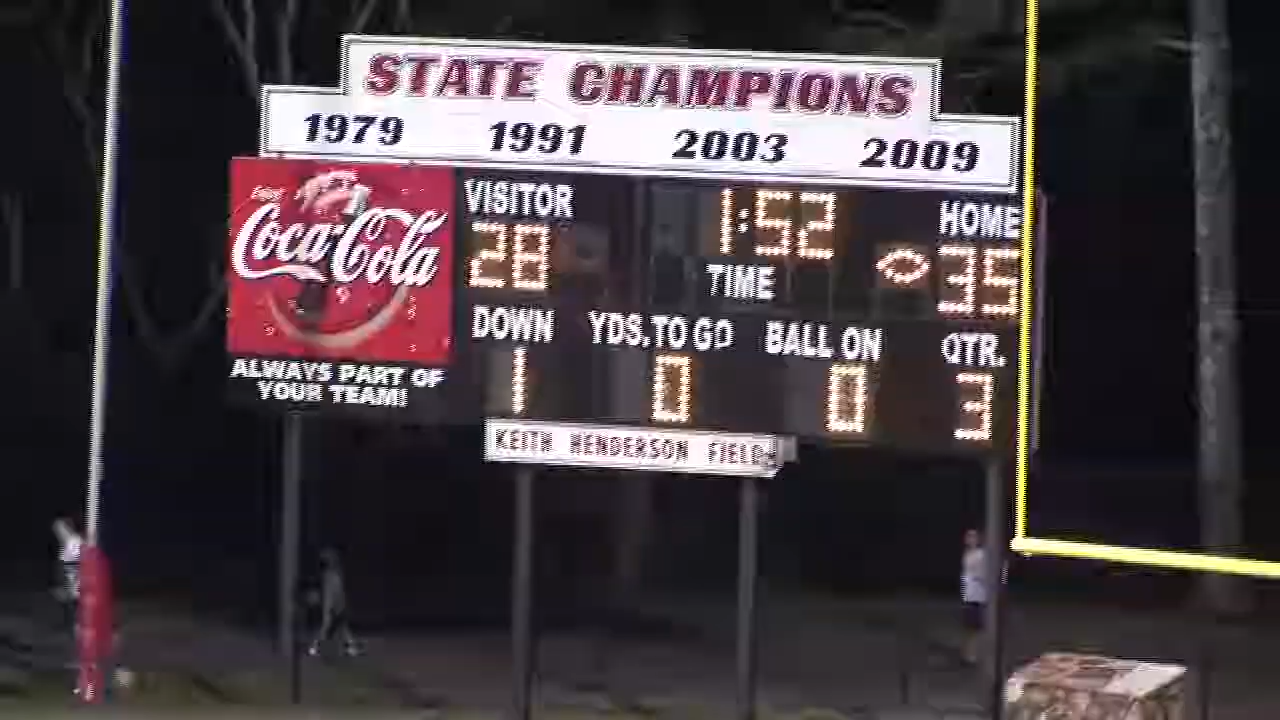 STATE CHAMPIONS
1979 1991 2003 2009
Enjoy
Coca-Cola
ALWAYS PART OF
YOUR TEAM!
VISITOR 1:52 HOME
28 TIME 35
DOWN YDS. TO GO BALL ON QTR.
1 0 0 3
KEITH HENDERSON FIELD